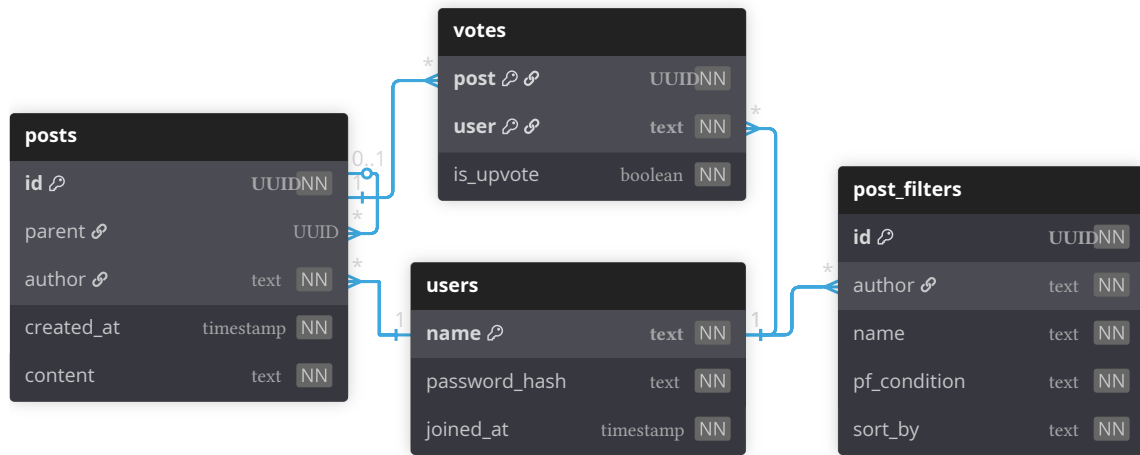 votes
post UUID NN
user text NN
is_upvote boolean NN
posts
id UUID NN
parent UUID
author text NN
created_at timestamp NN
content text NN
users
name text NN
password_hash text NN
joined_at timestamp NN
post_filters
id UUID NN
author text NN
name text NN
pf_condition text NN
sort_by text NN
*
*
0..1
1
*
*
1
1
*